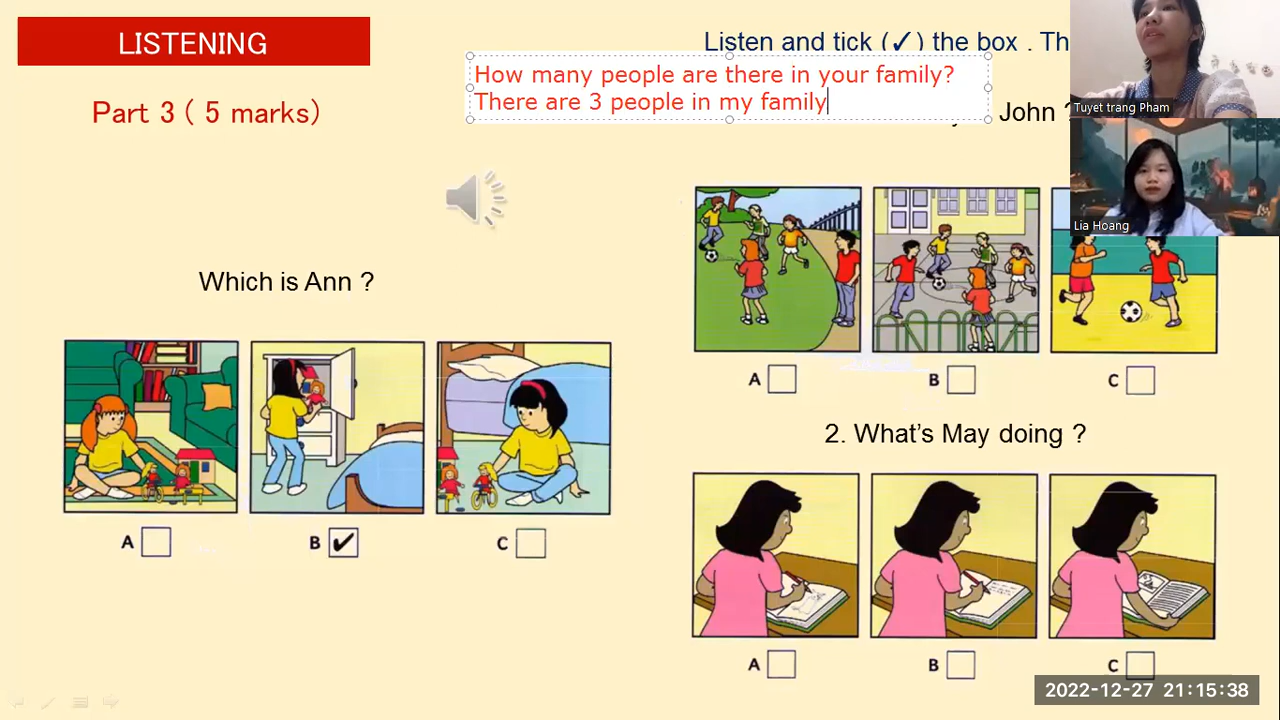 LISTENING
Part 3 ( 5 marks)
Listen and tick (✓) the box . Th
How many people are there in your family?
There are 3 people in my family
John ?
Tuyet trang Pham
Lia Hoang
Which is Ann ?
A
B ✔
C
A
B
C
2. What's May doing ?
A
B
C
2022-12-27 21:15:38